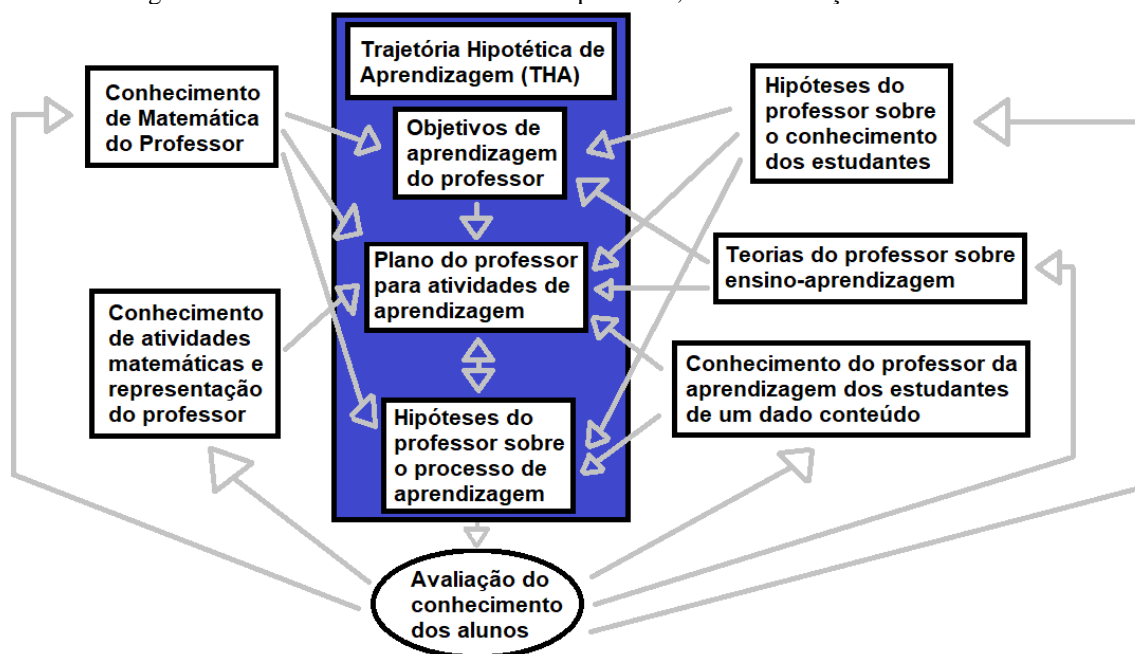 Trajetória Hipotética de
Aprendizagem (THA)
Conhecimento
de Matemática
do Professor
Objetivos de
aprendizagem
do professor
Hipóteses do
professor sobre
o conhecimento
dos estudantes
Plano do professor
para atividades de
aprendizagem
Teorias do professor sobre
ensino-aprendizagem
Conhecimento
de atividades
matemáticas e
representação
do professor
Conhecimento do professor da
aprendizagem dos estudantes
de um dado conteúdo
Hipóteses do
professor sobre
o processo de
aprendizagem
Avaliação do
conhecimento
dos alunos